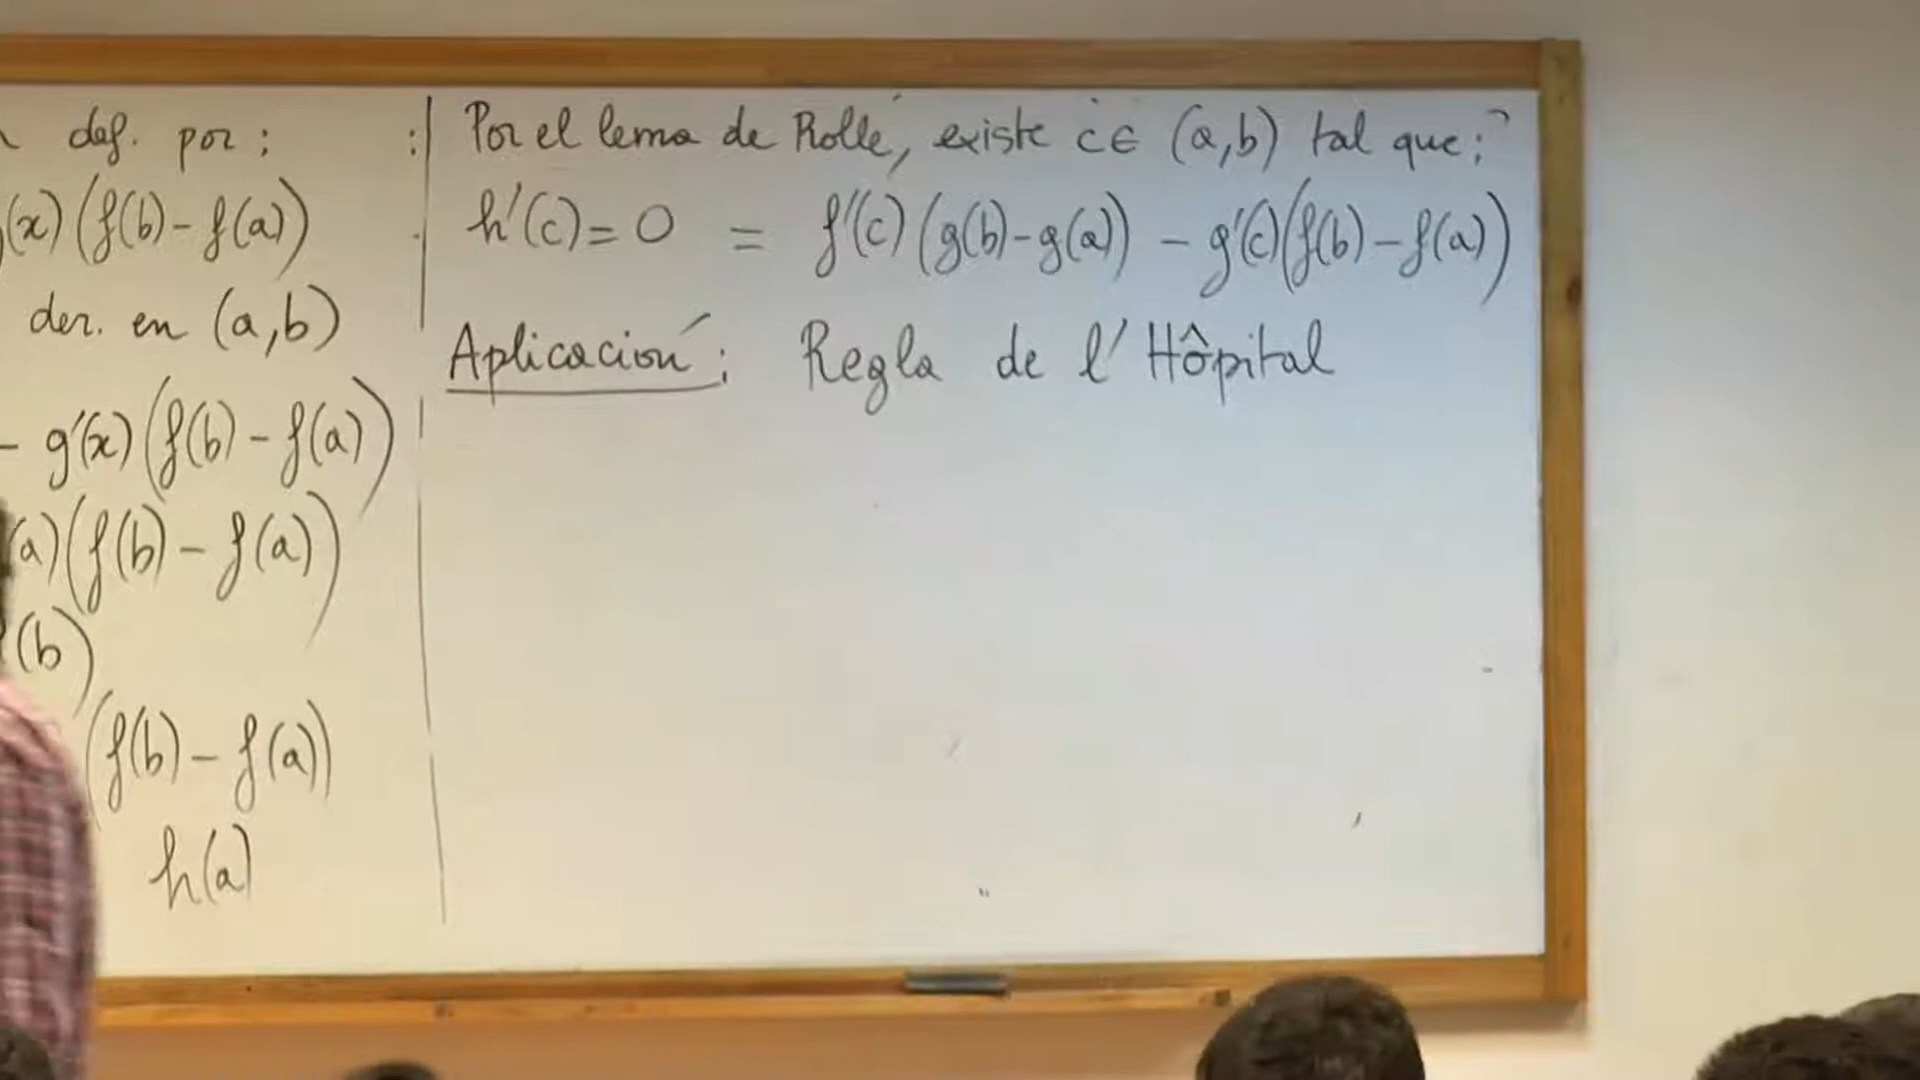 def. por:
(x)(f(b)-f(a))
der. en (a,b)
- g'(x)(f(b)-f(a))
(a)(f(b)-f(a))
(b)
(f(b)-f(a))
h(a)
Por el lema de Rolle, existe c∈ (a,b) tal que:
h'(c)=0 = f'(c)(g(b)-g(a)) - g'(c)(f(b)-f(a))
Aplicación: Regla de l'Hôpital